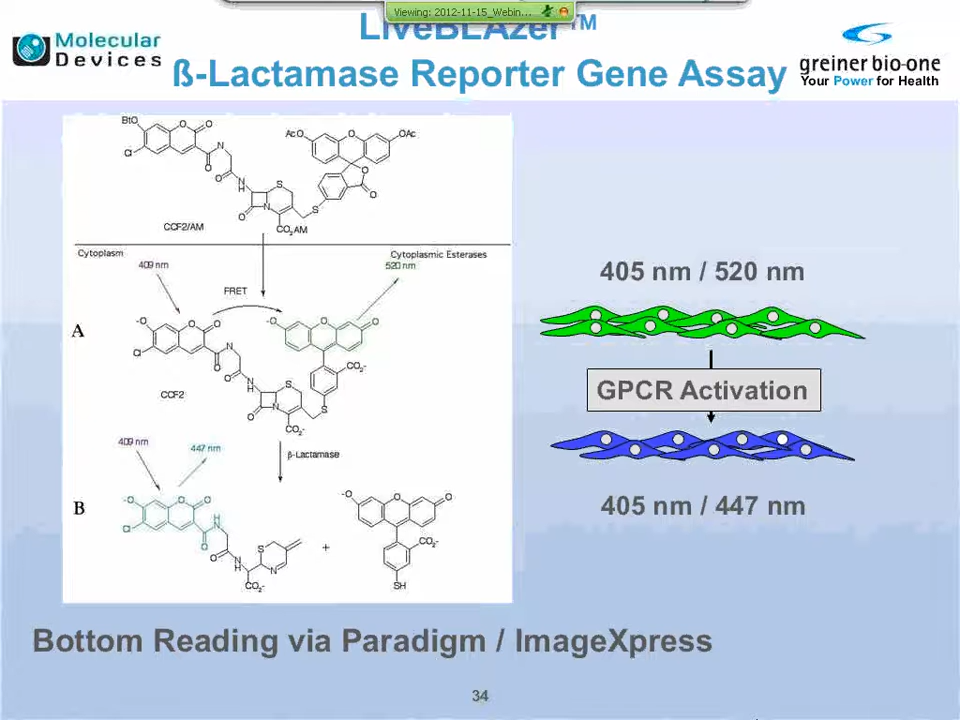 Viewing: 2012-11-15_Webin...
LiveBLAzer™
ß-Lactamase Reporter Gene Assay
Molecular
Devices
greiner bio-one
Your Power for Health
BtO
O
O
Cl
O
N
O
N
H
S
O
N
CO₂AM
S
AcO
O
OAc
O
O
CCF2/AM
Cytoplasm
Cytoplasmic Esterases
409 nm
520 nm
FRET
A
-O
O
O
Cl
O
N
O
N
H
S
O
N
CO₂-
S
-O
O
O
CO₂-
CCF2
409 nm
447 nm
β-Lactamase
B
-O
O
O
Cl
O
N
H
O
N
H
S
N
CO₂-
+
-O
O
O
CO₂-
SH
405 nm / 520 nm
GPCR Activation
405 nm / 447 nm
Bottom Reading via Paradigm / ImageXpress
34